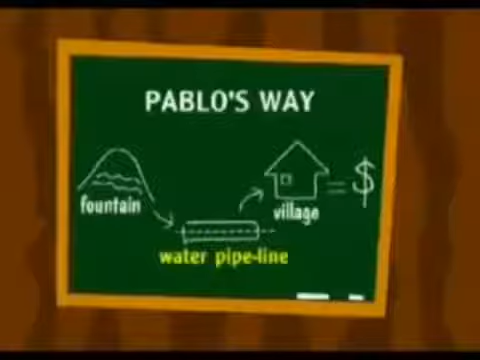 PABLO'S WAY
fountain
village
= $
water pipe-line